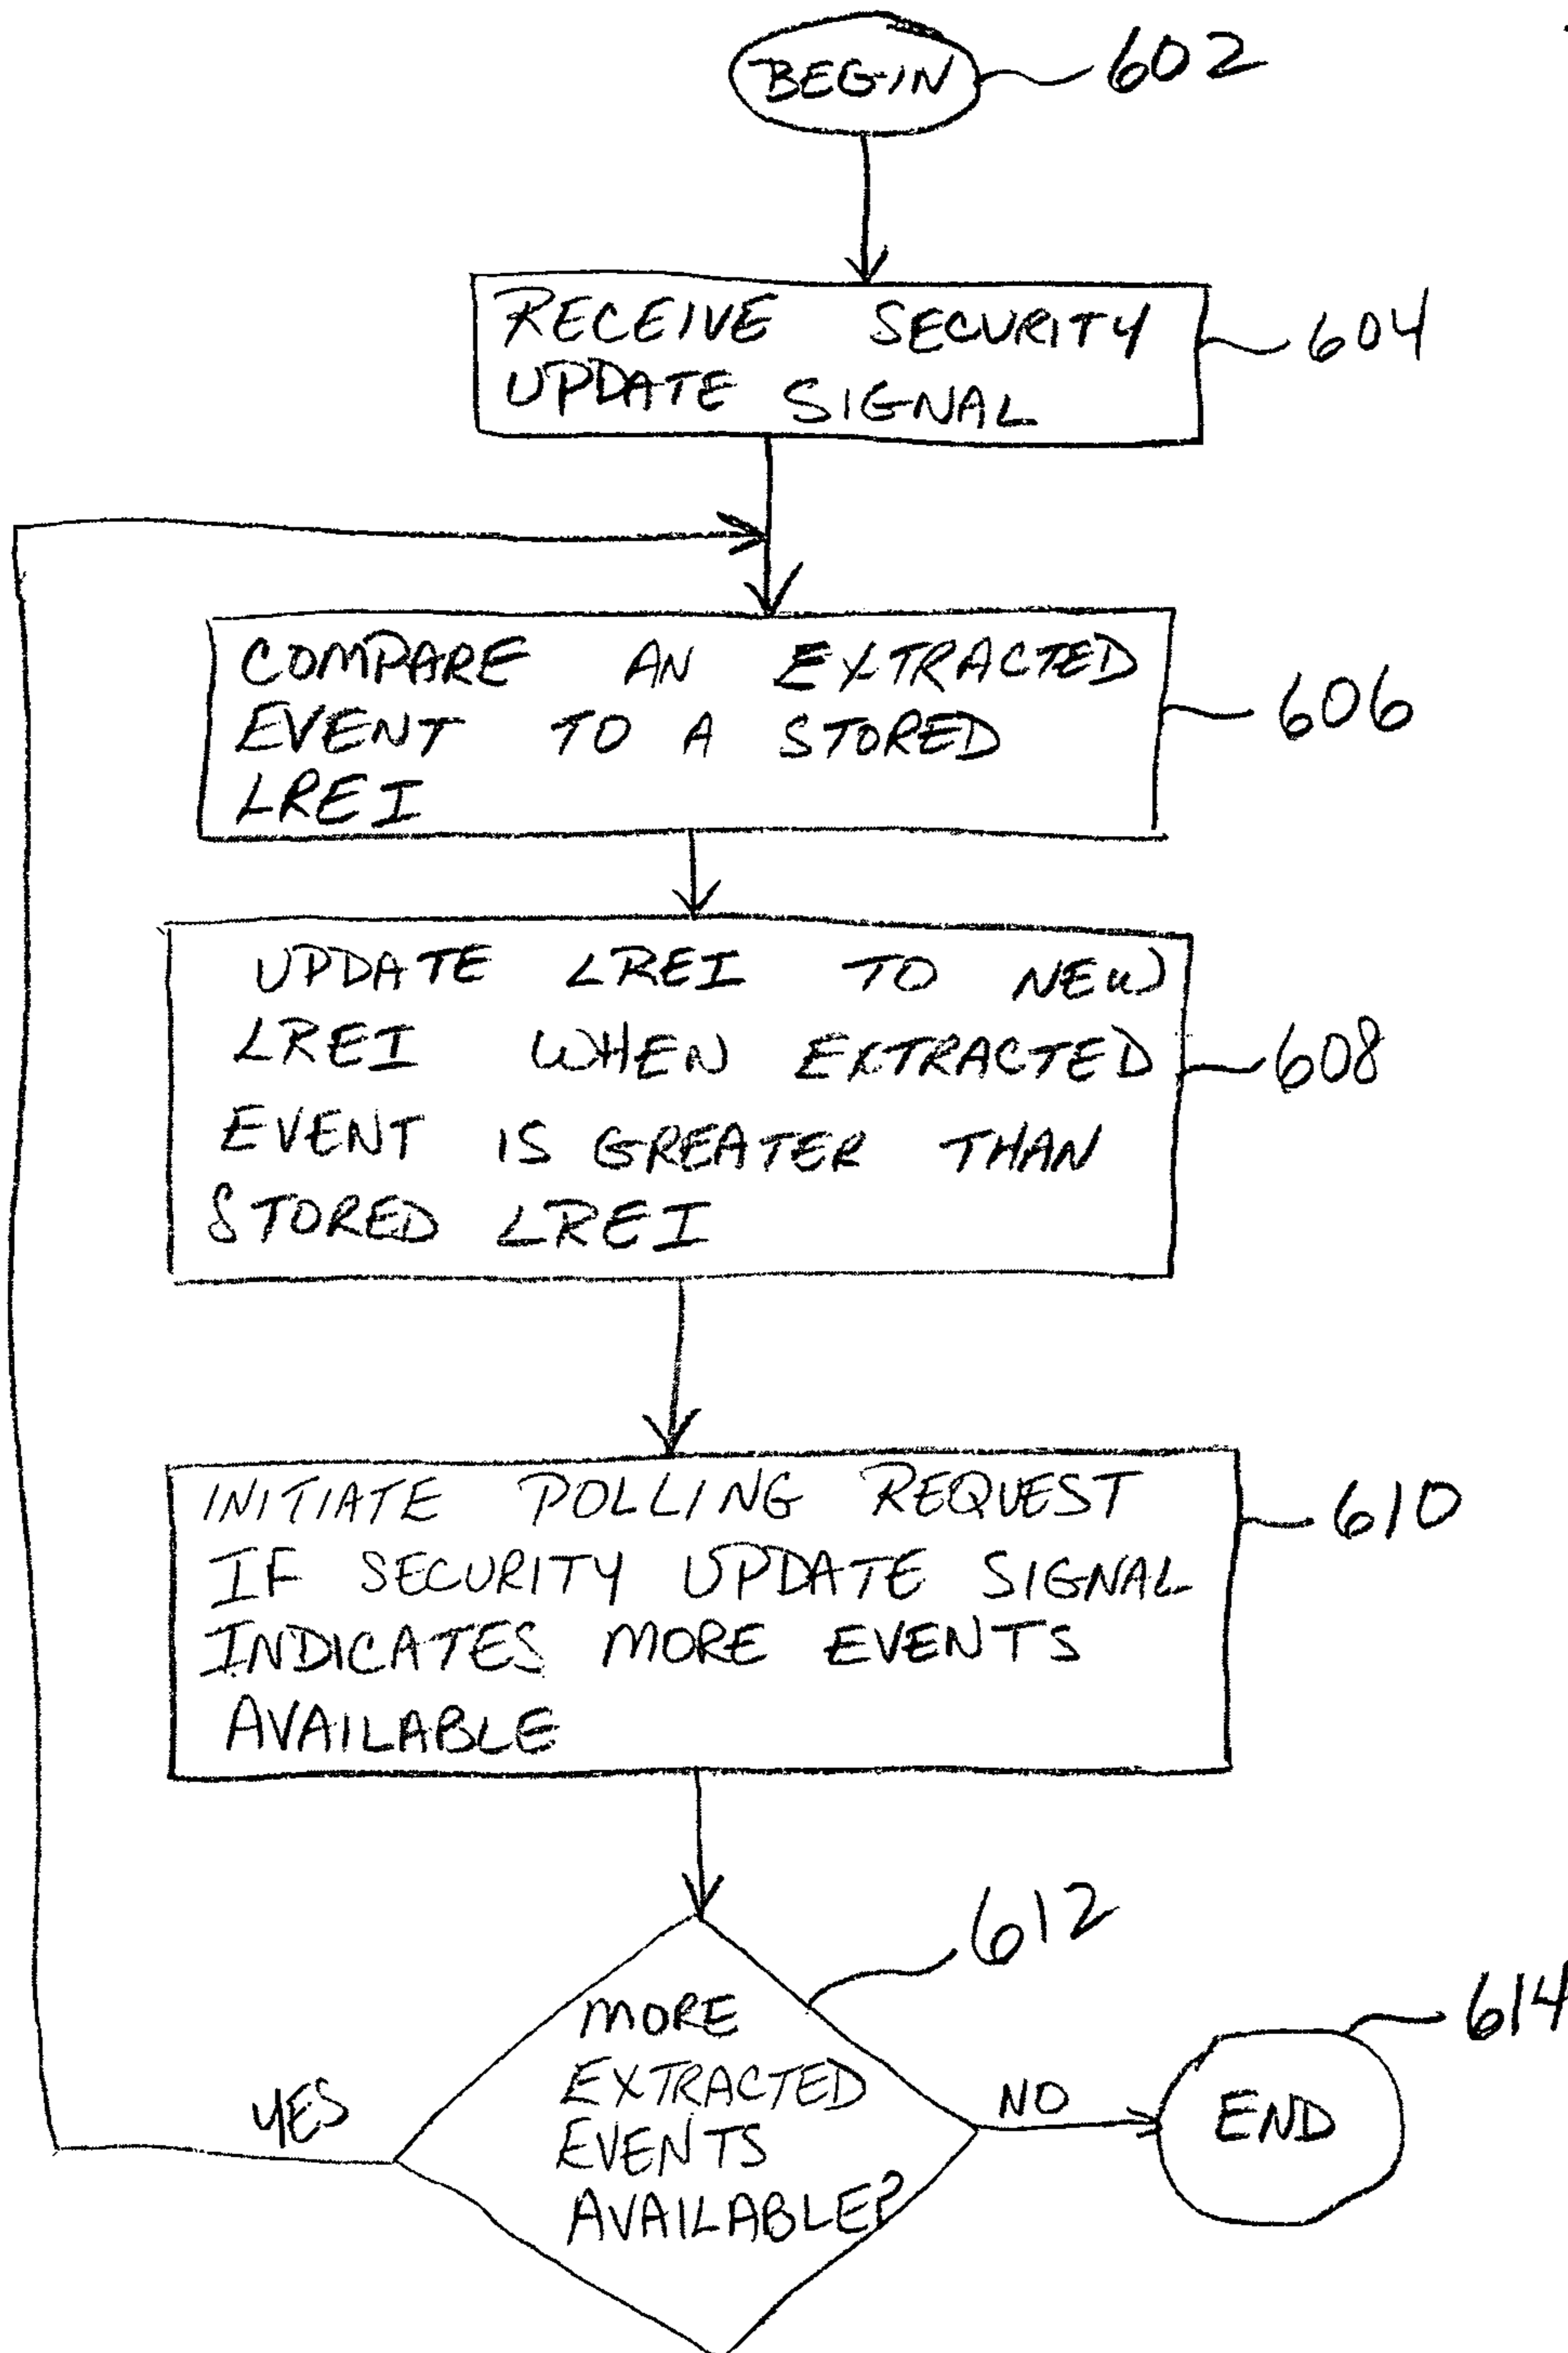 BEGIN
602
RECEIVE SECURITY
UPDATE SIGNAL
604
COMPARE AN EXTRACTED
EVENT TO A STORED
LREI
606
UPDATE LREI TO NEW
LREI WHEN EXTRACTED
EVENT IS GREATER THAN
STORED LREI
608
INITIATE POLLING REQUEST
IF SECURITY UPDATE SIGNAL
INDICATES MORE EVENTS
AVAILABLE
610
MORE
EXTRACTED
EVENTS
AVAILABLE?
612
YES
NO
END
614